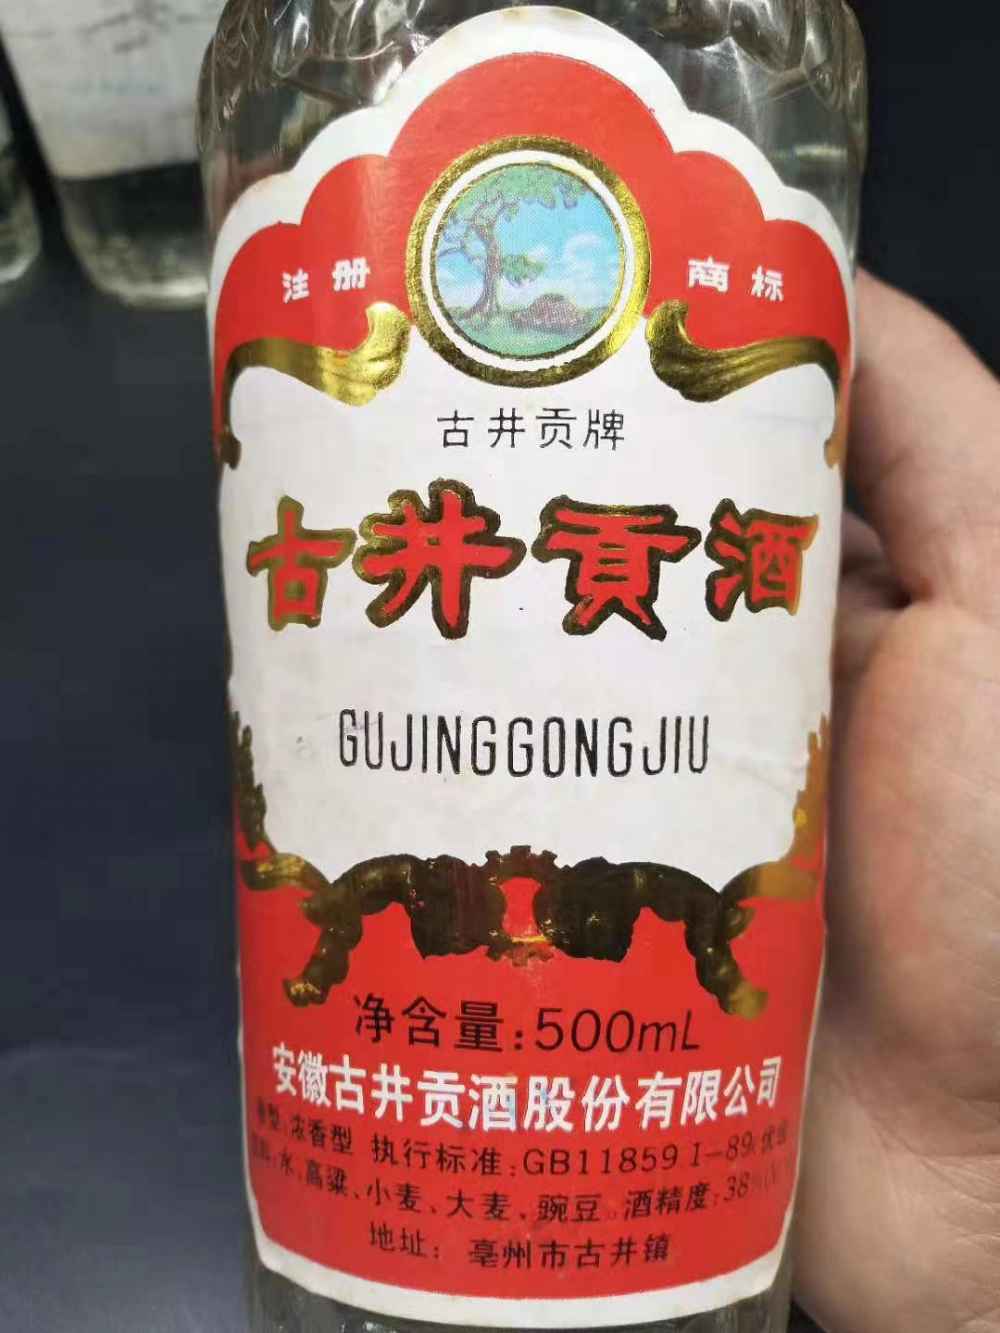 注册 商标
古井贡牌
古井贡酒
GUJINGGONGJIU
净含量:500mL
安徽古井贡酒股份有限公司
型:浓香型 执行标准:GB11859 1-89 优级
水、高粱、小麦、大麦、豌豆 酒精度:38%
地址: 亳州市古井镇